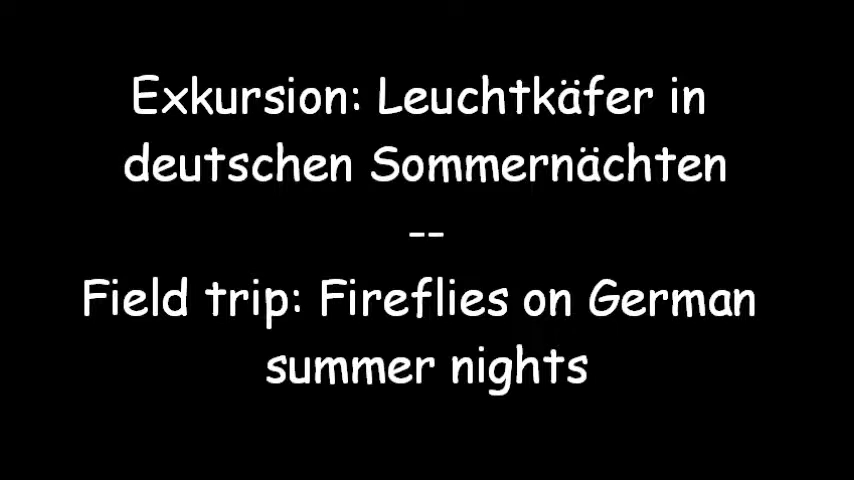 Exkursion: Leuchtkäfer in
deutschen Sommernächten
--
Field trip: Fireflies on German
summer nights